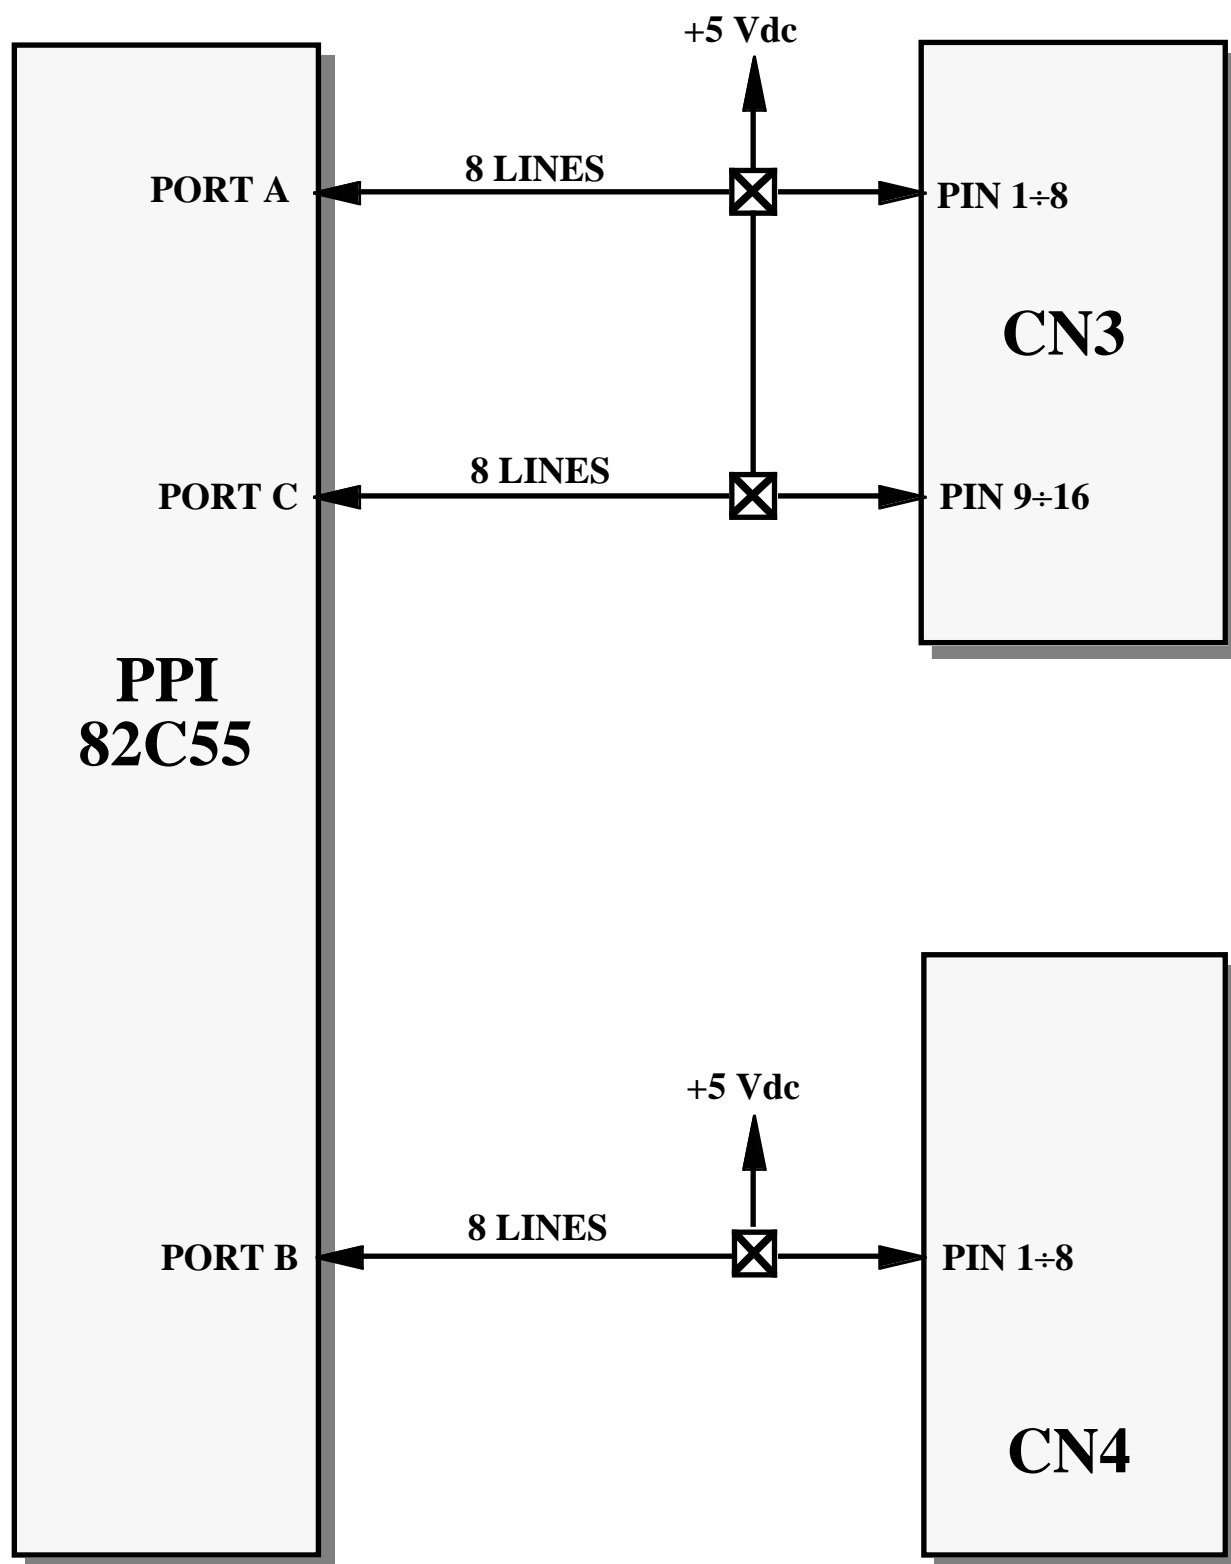 +5 Vdc
8 LINES
PORT A
PIN 1÷8
CN3
8 LINES
PORT C
PIN 9÷16
PPI
82C55
+5 Vdc
8 LINES
PORT B
PIN 1÷8
CN4